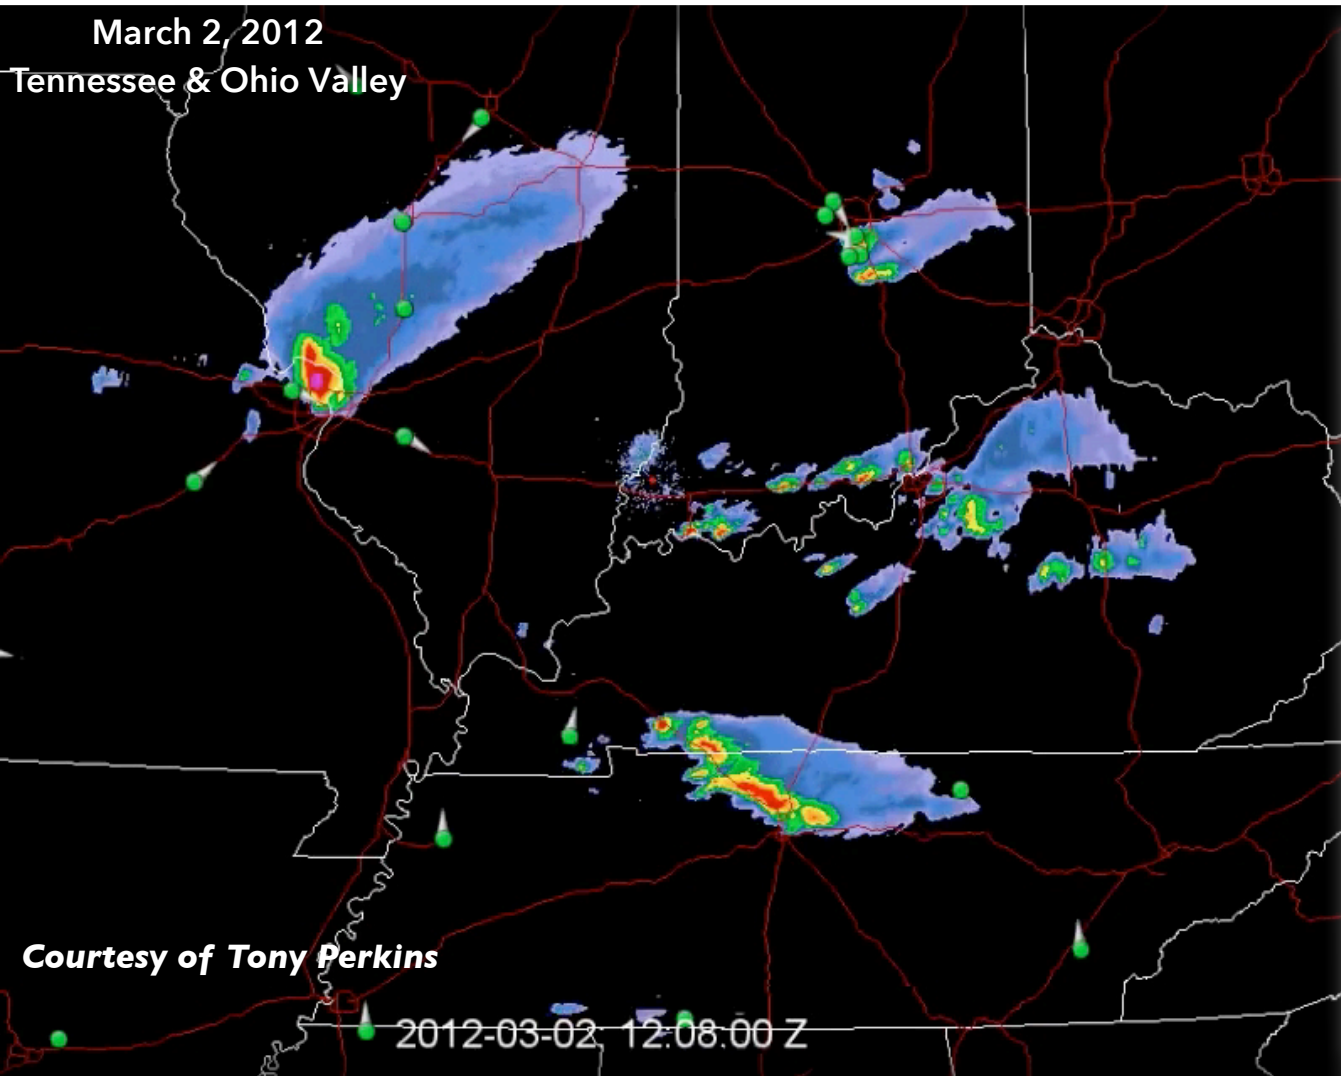 March 2, 2012
Tennessee & Ohio Valley
Courtesy of Tony Perkins
2012-03-02 12:08:00 Z